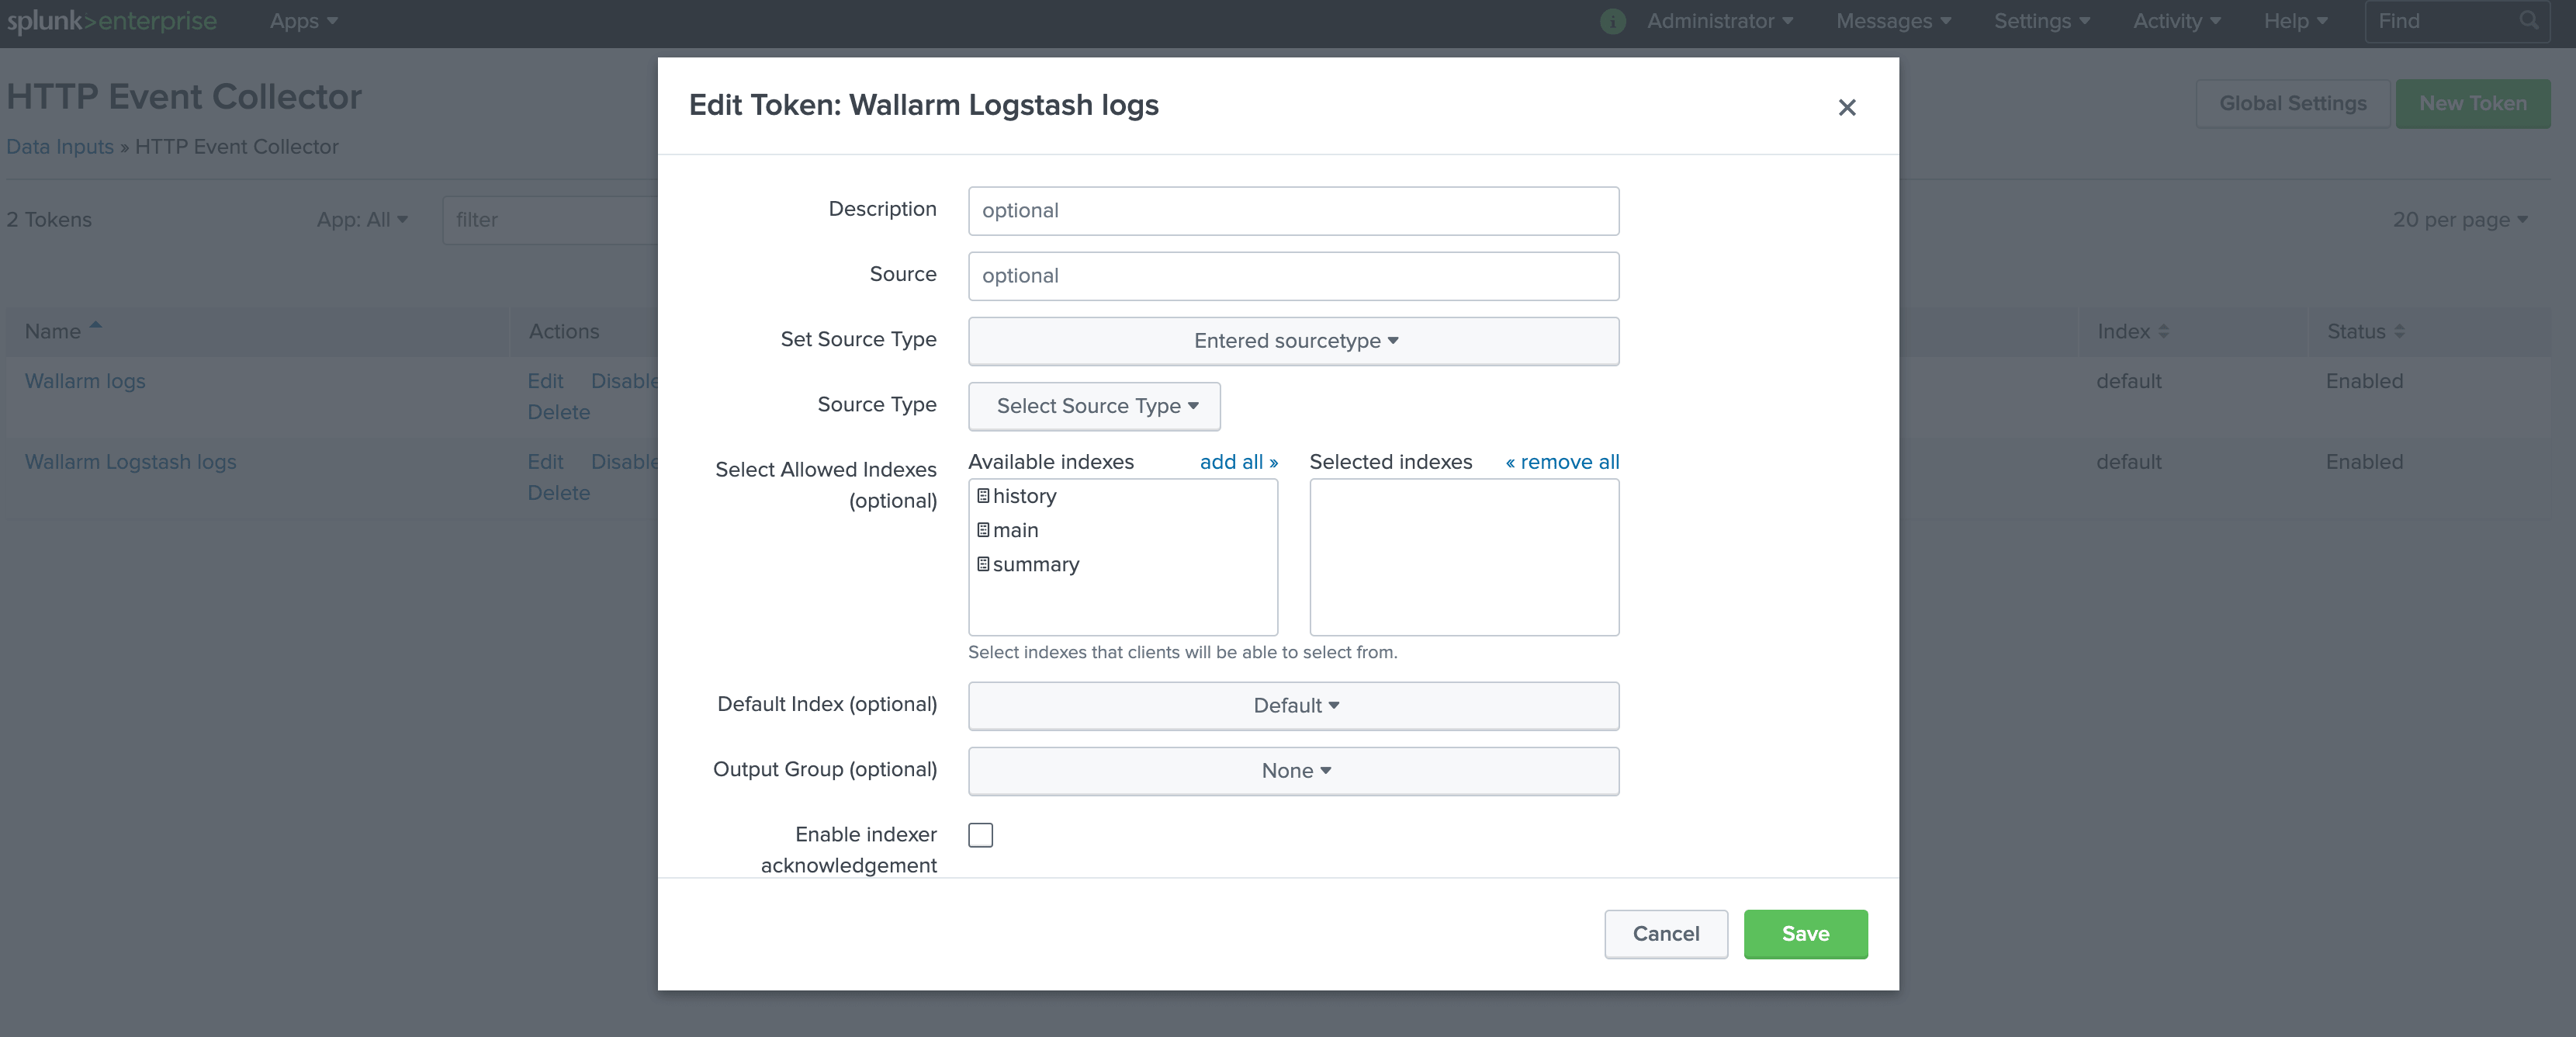 splunk>enterprise Apps i Administrator Messages Settings Activity Help Find
HTTP Event Collector
Global Settings New Token
Data Inputs » HTTP Event Collector
2 Tokens App: All filter 20 per page
Name Actions Index Status
Wallarm logs Edit Disable default Enabled
Delete
Wallarm Logstash logs Edit Disable default Enabled
Delete
Edit Token: Wallarm Logstash logs
Description optional
Source optional
Set Source Type Entered sourcetype
Source Type Select Source Type
Select Allowed Indexes
(optional)
Available indexes add all » Selected indexes « remove all
history
main
summary
Select indexes that clients will be able to select from.
Default Index (optional) Default
Output Group (optional) None
Enable indexer
acknowledgement
Cancel Save